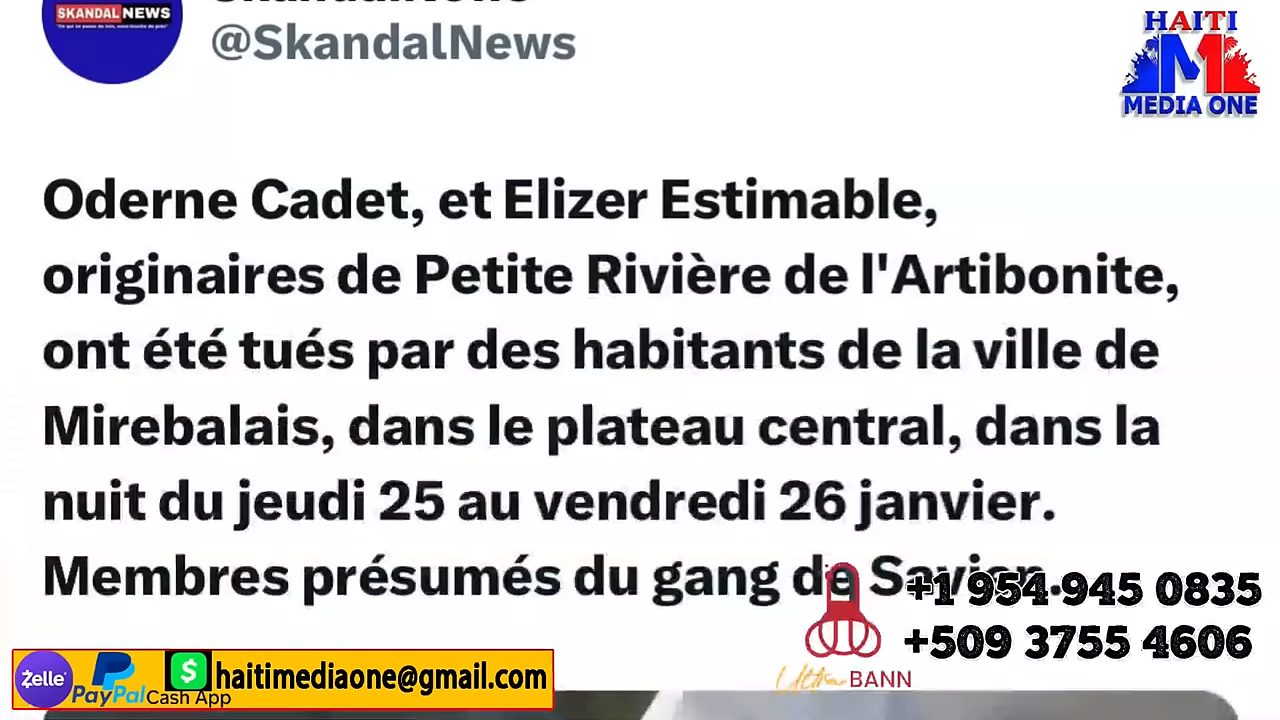 SKANDAL NEWS
@SkandalNews
HAITI
MEDIA ONE
Oderne Cadet, et Elizer Estimable,
originaires de Petite Rivière de l'Artibonite,
ont été tués par des habitants de la ville de
Mirebalais, dans le plateau central, dans la
nuit du jeudi 25 au vendredi 26 janvier.
Membres présumés du gang de Savien.
+1 954 945 0835
+509 3755 4606
Zelle
PayPal
$
Cash App
haitimediaone@gmail.com
Ultra BANN